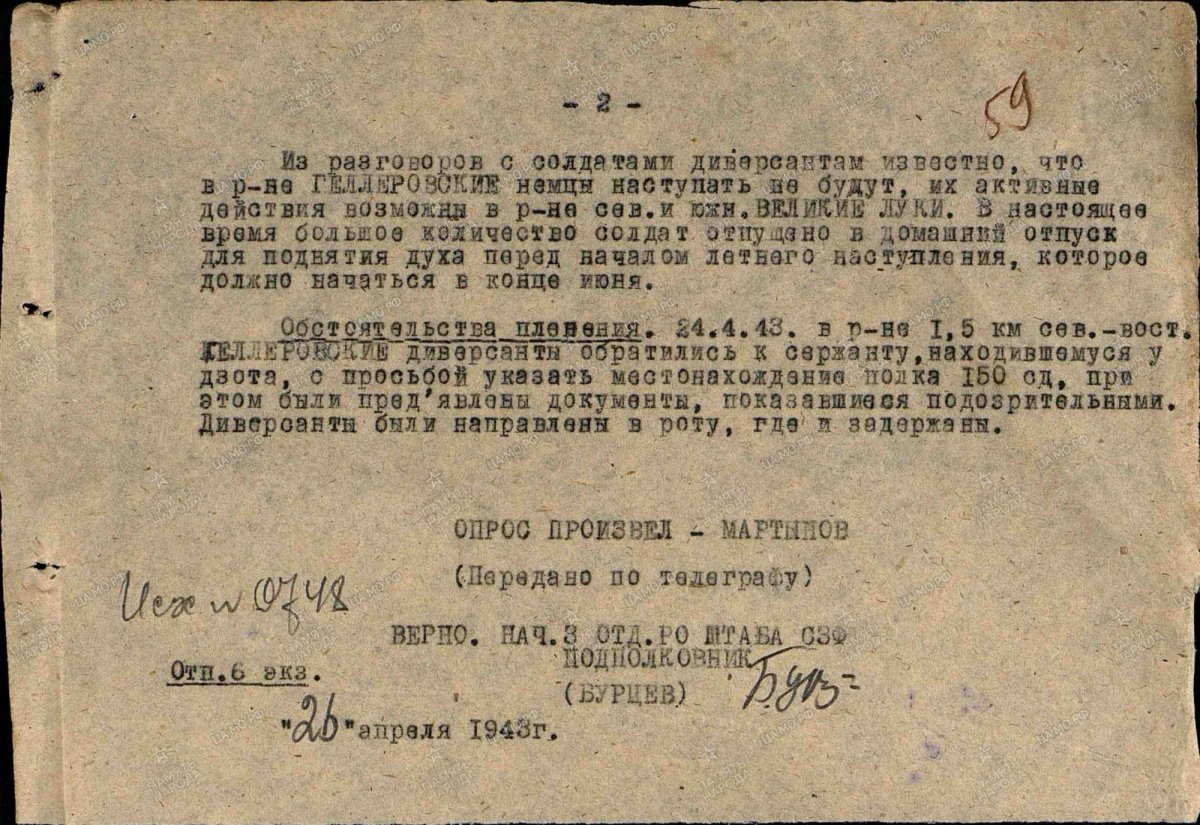 - 2 -
59
Из разговоров с солдатами диверсантам известно, что
в р-не ГЕЛЛЕРОВСКИЕ немцы наступать не будут, их активные
действия возможны в р-не сев.и южн.ВЕЛИКИЕ ЛУКИ. В настоящее
время большое количество солдат отпущено в домашний отпуск
для поднятия духа перед началом летнего наступления, которое
должно начаться в конце июня.
Обстоятельства пленения. 24.4.43. в р-не 1,5 км сев.-вост.
ГЕЛЛЕРОВСКИЕ диверсанты обратились к сержанту,находившемуся у
дзота, с просьбой указать местонахождение полка 150 сд, при
этом были пред'явлены документы, показавшиеся подозрительными.
Диверсанты были направлены в роту, где и задержаны.
ОПРОС ПРОИЗВЕЛ - МАРТЫНОВ
(Передано по телеграфу)
Исх № 0748
ВЕРНО. НАЧ.3 ОТД.РО ШТАБА СЗФ
ПОДПОЛКОВНИК
Отп.6 экз.
(БУРЦЕВ)
"26"апреля 1943г.
ПАМЯТЬ НАРОДА
ЦАМО.РФ